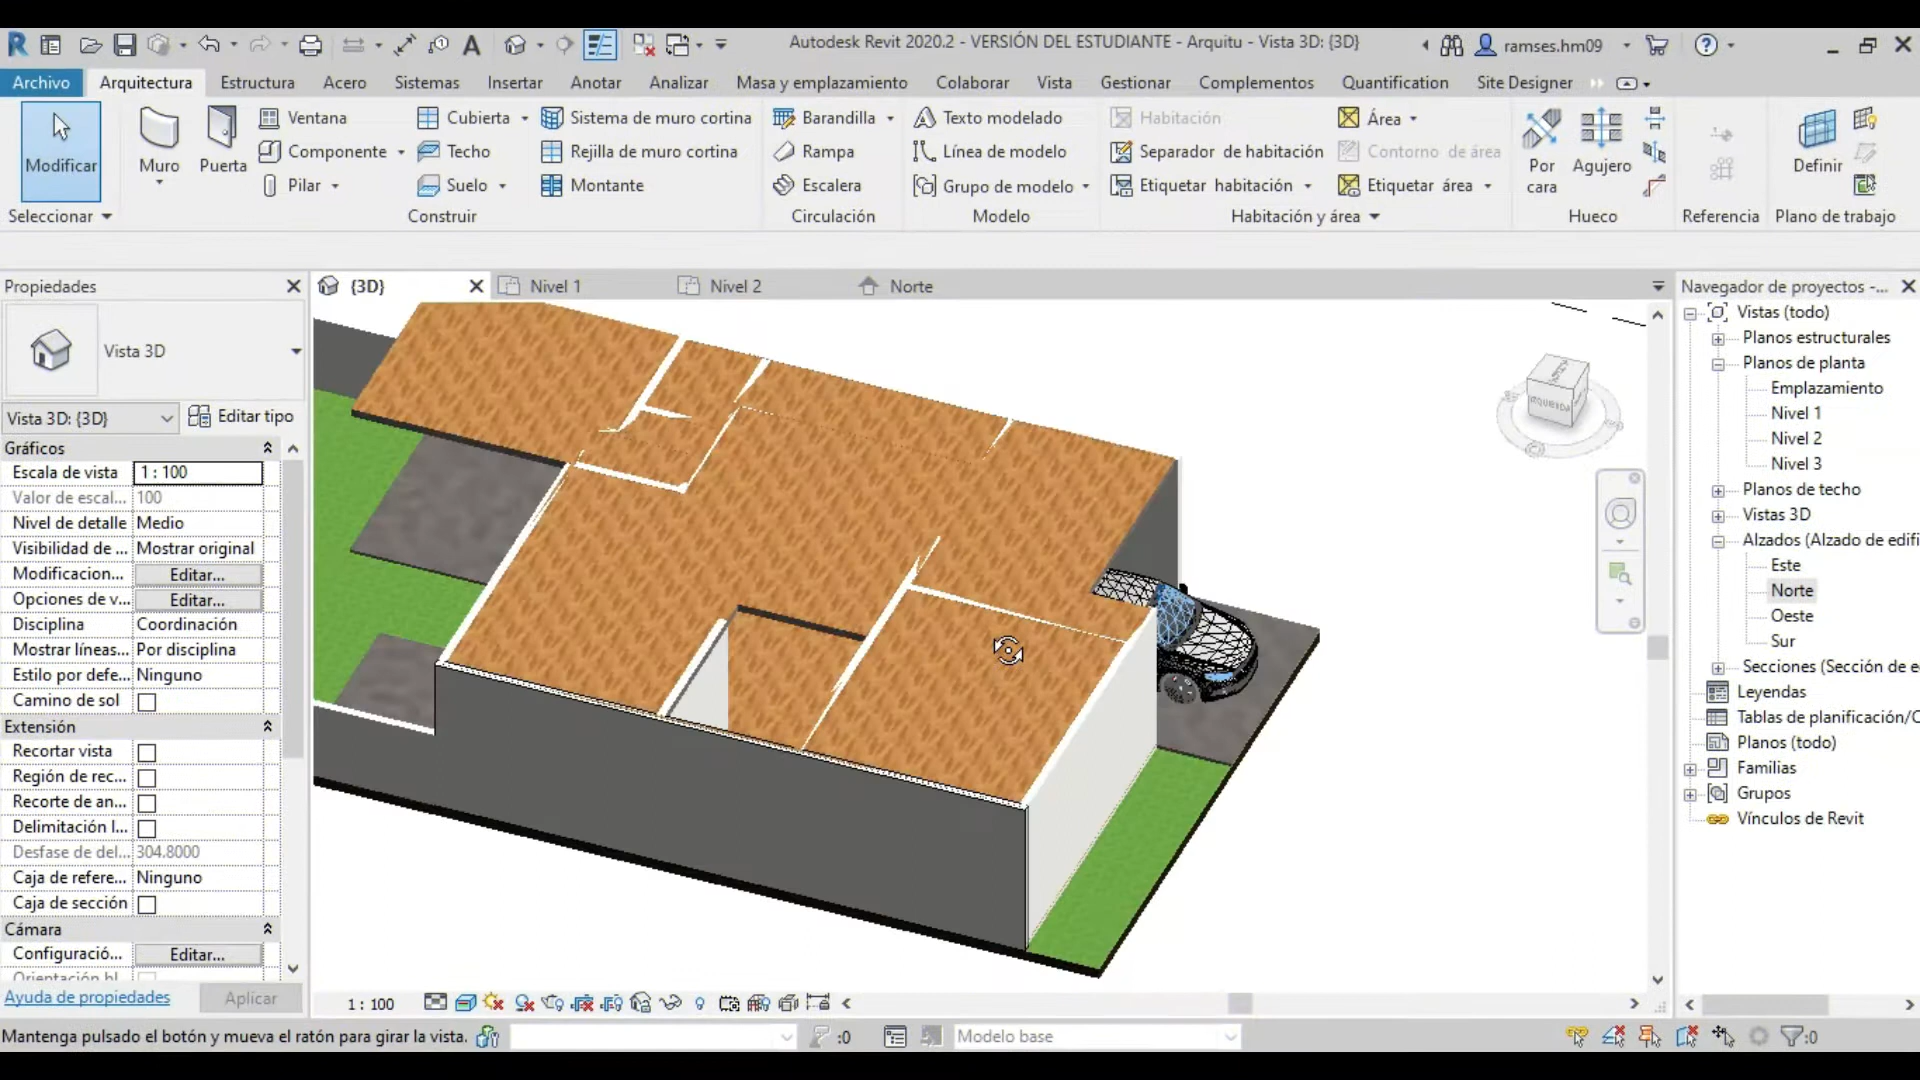 Autodesk Revit 2020.2 - VERSIÓN DEL ESTUDIANTE - Arquitu - Vista 3D: {3D}
ramses.hm09
Archivo Arquitectura Estructura Acero Sistemas Insertar Anotar Analizar Masa y emplazamiento Colaborar Vista Gestionar Complementos Quantification Site Designer
Modificar
Muro
Puerta
Ventana
Componente
Pilar
Cubierta
Techo
Suelo
Sistema de muro cortina
Rejilla de muro cortina
Montante
Barandilla
Rampa
Escalera
Texto modelado
Línea de modelo
Grupo de modelo
Habitación
Separador de habitación
Etiquetar habitación
Área
Contorno de área
Etiquetar área
Por cara
Agujero
Definir
Seleccionar Construir Circulación Modelo Habitación y área Hueco Referencia Plano de trabajo
Propiedades
Vista 3D
Vista 3D: {3D} Editar tipo
Gráficos
Escala de vista 1 : 100
Valor de escal... 100
Nivel de detalle Medio
Visibilidad de ... Mostrar original
Modificacion... Editar...
Opciones de v... Editar...
Disciplina Coordinación
Mostrar líneas... Por disciplina
Estilo por defe... Ninguno
Camino de sol
Extensión
Recortar vista
Región de rec...
Recorte de an...
Delimitación l...
Desfase de del... 304.8000
Caja de refere... Ninguno
Caja de sección
Cámara
Configuració... Editar...
Ayuda de propiedades Aplicar
{3D} Nivel 1 Nivel 2 Norte
IZQUIERDA
1 : 100
Navegador de proyectos -...
Vistas (todo)
Planos estructurales
Planos de planta
Emplazamiento
Nivel 1
Nivel 2
Nivel 3
Planos de techo
Vistas 3D
Alzados (Alzado de edifi
Este
Norte
Oeste
Sur
Secciones (Sección de e
Leyendas
Tablas de planificación/C
Planos (todo)
Familias
Grupos
Vínculos de Revit
Mantenga pulsado el botón y mueva el ratón para girar la vista. :0 Modelo base :0